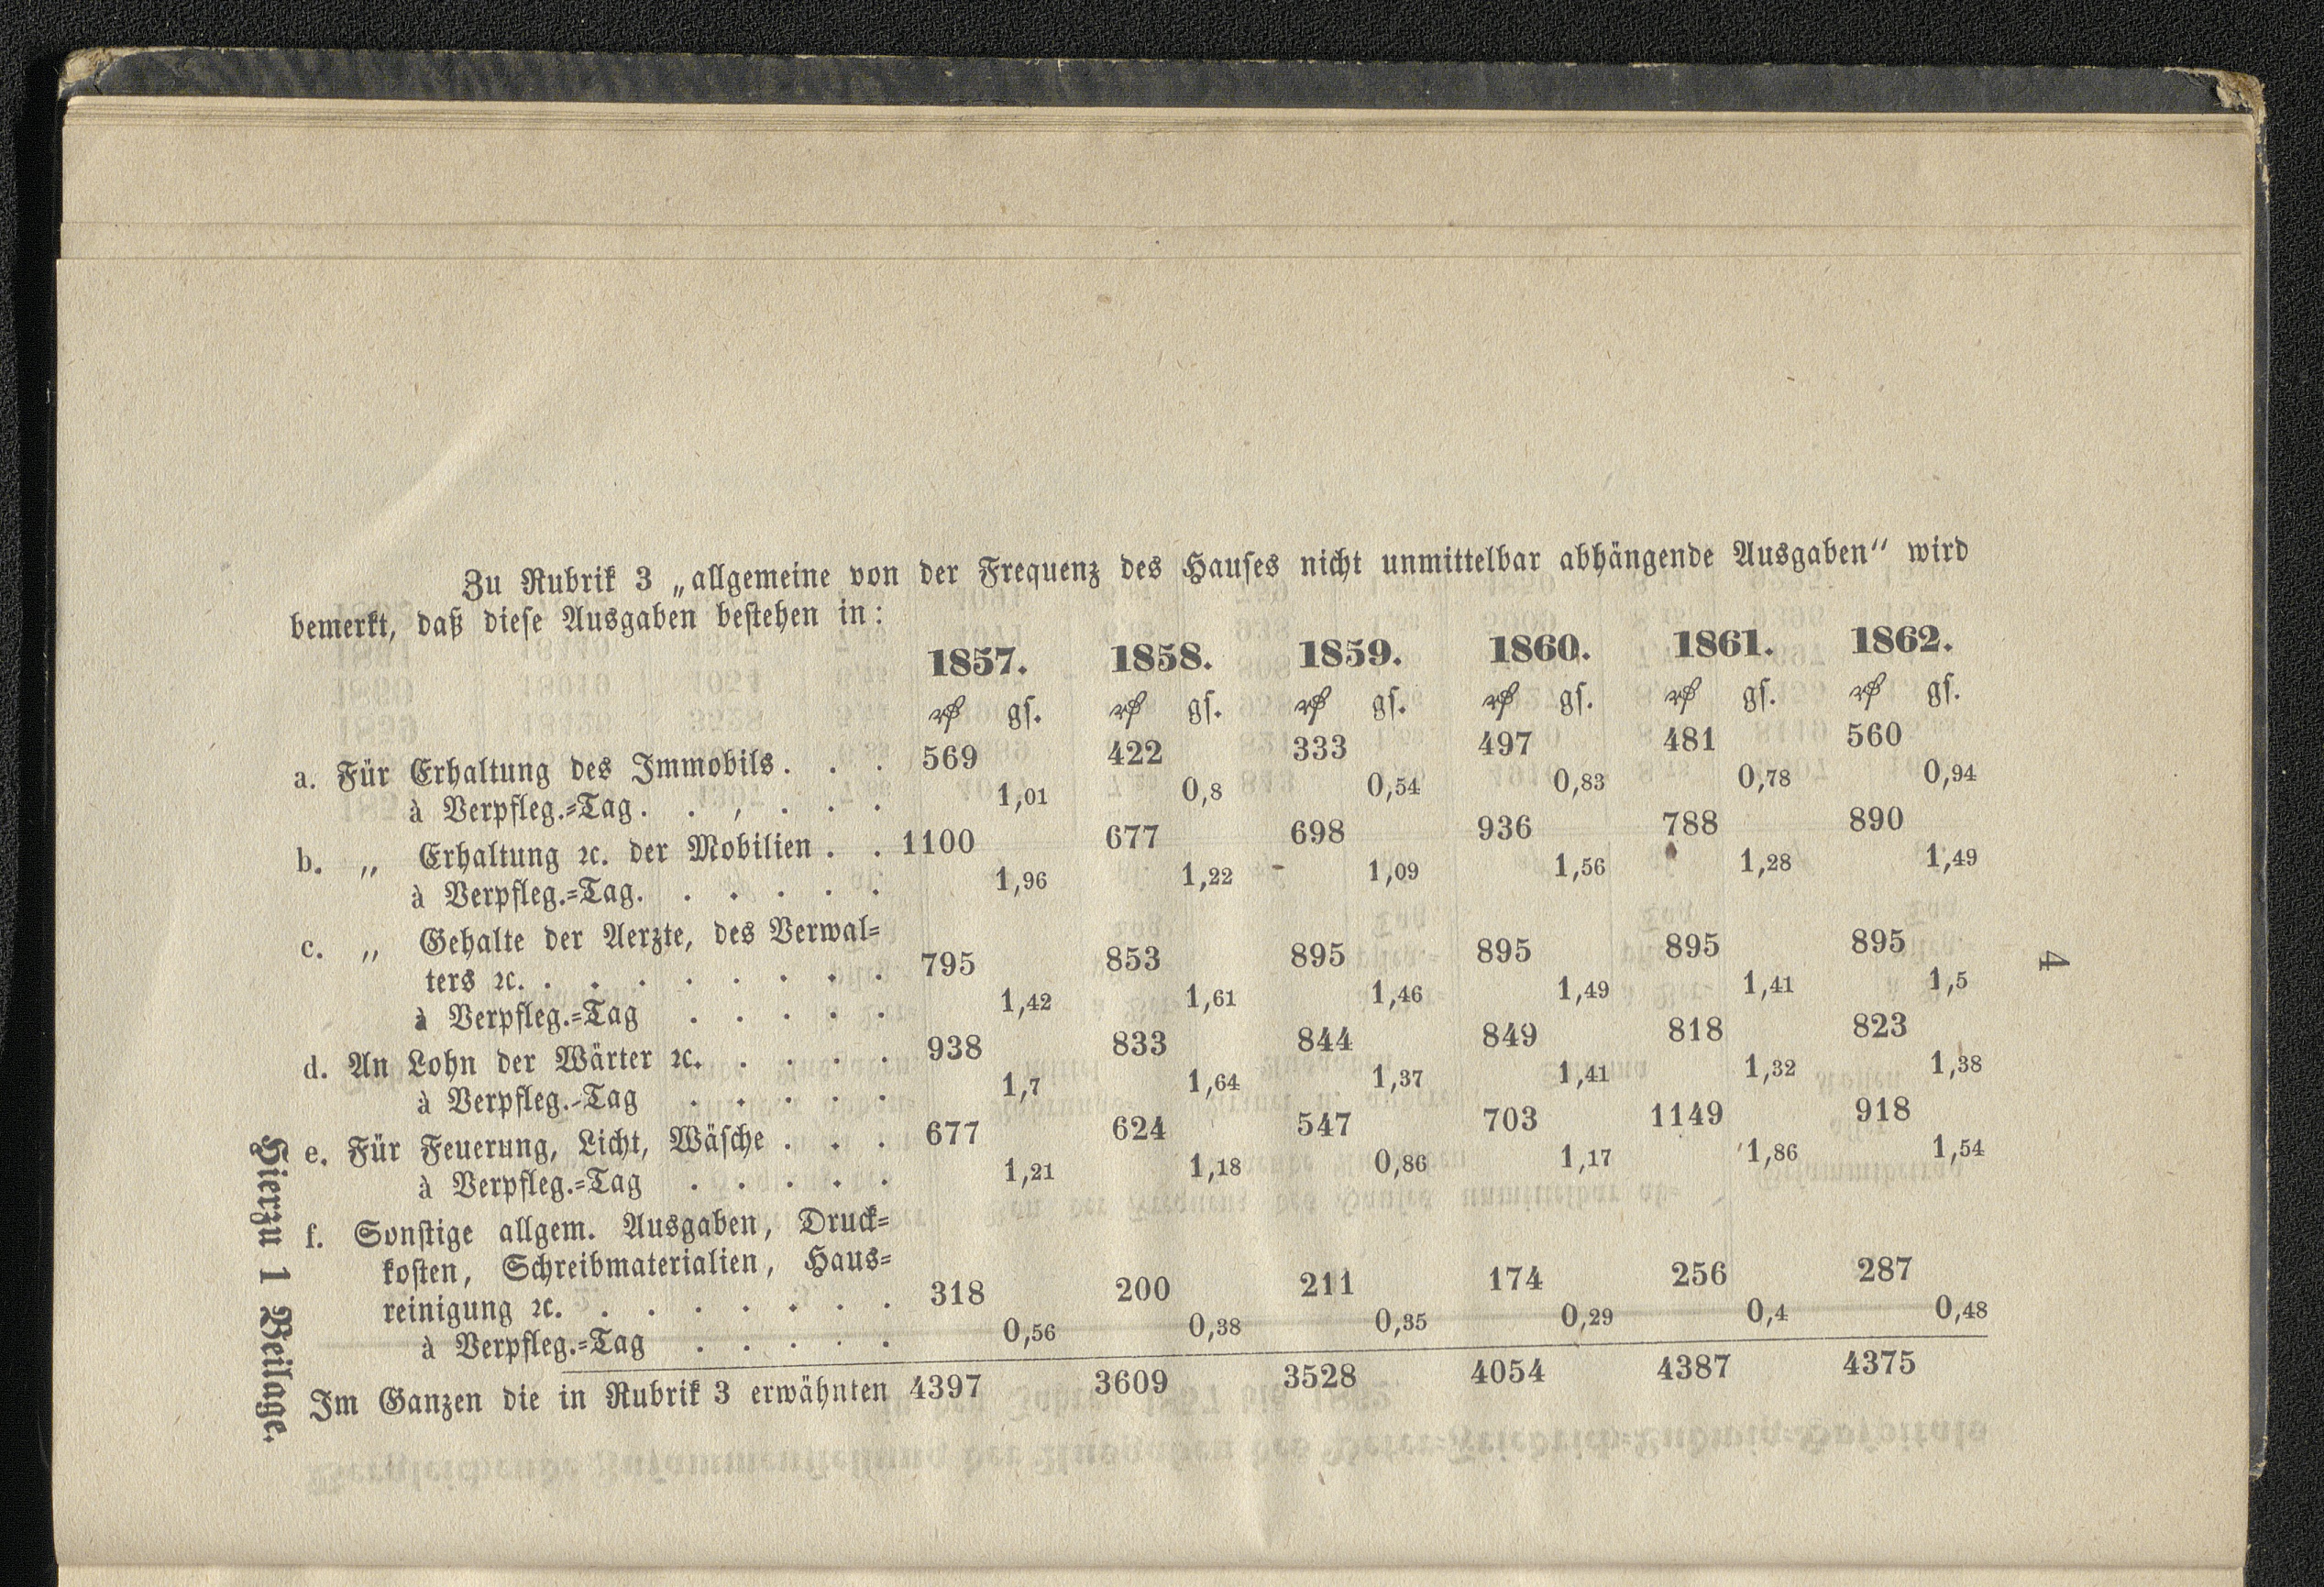 Zu Rubrik 3 „allgemeine von der Frequenz des Hauſes nicht unmittelbar abhängende Ausgaben“ wird
bemerkt, daß dieſe Ausgaben beſtehen in:
1857. 1858. 1859. 1860. 1861. 1862.
₰ gſ. ₰ gſ. ₰ gſ. ₰ gſ. ₰ gſ. ₰ gſ.
a. Für Erhaltung des Immobils. . . 569 422 333 497 481 560
à Verpfleg.=Tag. . , . . . 1,01 0,8 0,54 0,83 0,78 0,94
b. „ Erhaltung ꝛc. der Mobilien . . 1100 677 698 936 788 890
à Verpfleg.=Tag. . . . . . 1,96 1,22 1,09 1,56 1,28 1,49
c. „ Gehalte der Aerzte, des Verwal=
ters ꝛc. . . . . . . . . 795 853 895 895 895 895
à Verpfleg.=Tag . . . . . 1,42 1,61 1,46 1,49 1,41 1,5
d. An Lohn der Wärter ꝛc. . . . . 938 833 844 849 818 823
à Verpfleg.-Tag . . . . . 1,7 1,64 1,37 1,41 1,32 1,38
e. Für Feuerung, Licht, Wäſche . . . 677 624 547 703 1149 918
à Verpfleg.=Tag . . . . . 1,21 1,18 0,86 1,17 1,86 1,54
f. Sonſtige allgem. Ausgaben, Druck=
koſten, Schreibmaterialien, Haus=
reinigung ꝛc. . . . . . . . 318 200 211 174 256 287
à Verpfleg.=Tag . . . . . 0,56 0,38 0,35 0,29 0,4 0,48
Im Ganzen die in Rubrik 3 erwähnten 4397 3609 3528 4054 4387 4375
4
Hierzu 1 Beilage.